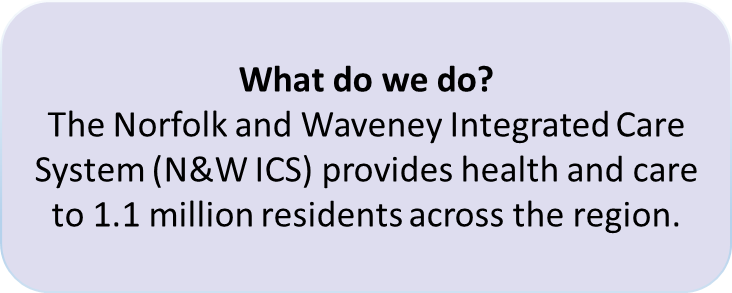 What do we do?
The Norfolk and Waveney Integrated Care
System (N&W ICS) provides health and care
to 1.1 million residents across the region.